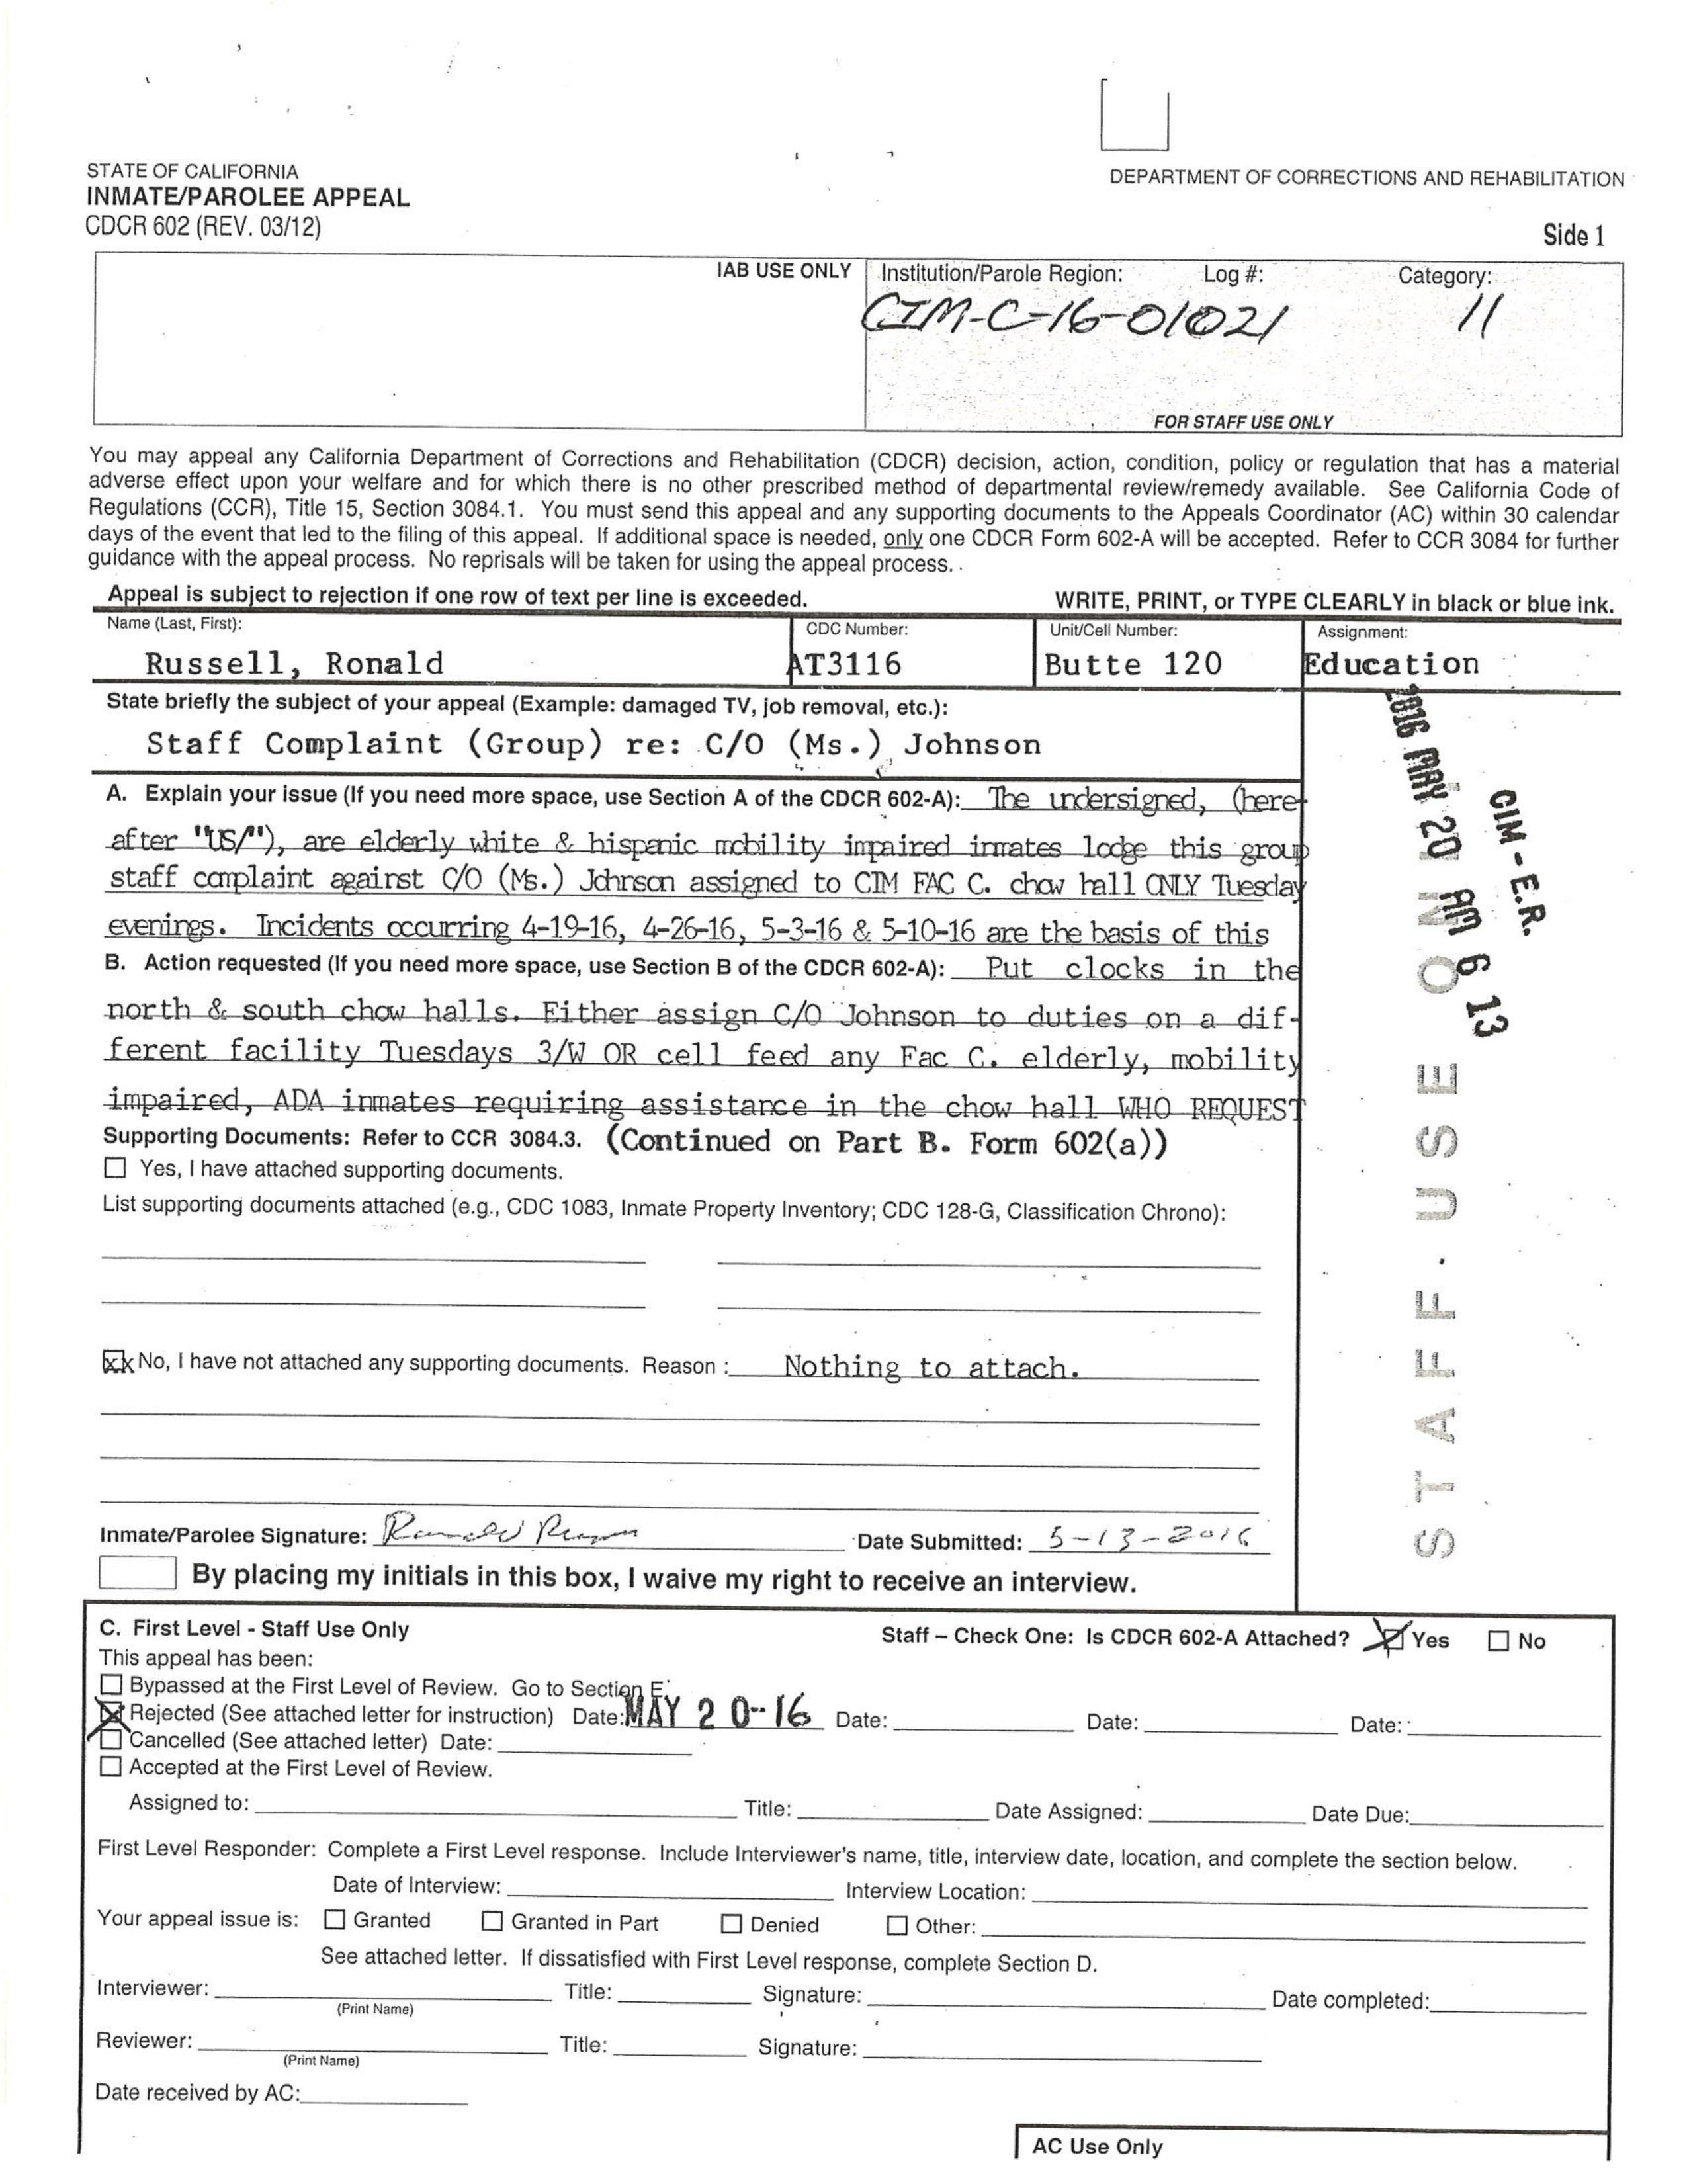 STATE OF CALIFORNIA
INMATE/PAROLEE APPEAL
CDCR 602 (REV. 03/12)
DEPARTMENT OF CORRECTIONS AND REHABILITATION
Side 1
IAB USE ONLY
Institution/Parole Region: Log #: Category:
CIM-C-16-01021 11
FOR STAFF USE ONLY
You may appeal any California Department of Corrections and Rehabilitation (CDCR) decision, action, condition, policy or regulation that has a material
adverse effect upon your welfare and for which there is no other prescribed method of departmental review/remedy available. See California Code of
Regulations (CCR), Title 15, Section 3084.1. You must send this appeal and any supporting documents to the Appeals Coordinator (AC) within 30 calendar
days of the event that led to the filing of this appeal. If additional space is needed, only one CDCR Form 602-A will be accepted. Refer to CCR 3084 for further
guidance with the appeal process. No reprisals will be taken for using the appeal process.
Appeal is subject to rejection if one row of text per line is exceeded. WRITE, PRINT, or TYPE CLEARLY in black or blue ink.
Name (Last, First): CDC Number: Unit/Cell Number: Assignment:
Russell, Ronald AT3116 Butte 120 Education
State briefly the subject of your appeal (Example: damaged TV, job removal, etc.):
Staff Complaint (Group) re: C/O (Ms.) Johnson
A. Explain your issue (If you need more space, use Section A of the CDCR 602-A): The undersigned, (here-
after "US/"), are elderly white & hispanic mobility impaired inmates lodge this group
staff complaint against C/O (Ms.) Johnson assigned to CIM FAC C. chow hall ONLY Tuesday
evenings. Incidents occurring 4-19-16, 4-26-16, 5-3-16 & 5-10-16 are the basis of this
B. Action requested (If you need more space, use Section B of the CDCR 602-A): Put clocks in the
north & south chow halls. Either assign C/O Johnson to duties on a dif-
ferent facility Tuesdays 3/W OR cell feed any Fac C. elderly, mobility
impaired, ADA inmates requiring assistance in the chow hall WHO REQUEST
Supporting Documents: Refer to CCR 3084.3. (Continued on Part B. Form 602(a))
Yes, I have attached supporting documents.
List supporting documents attached (e.g., CDC 1083, Inmate Property Inventory; CDC 128-G, Classification Chrono):
xx No, I have not attached any supporting documents. Reason : Nothing to attach.
Inmate/Parolee Signature: Date Submitted: 5-13-2016
By placing my initials in this box, I waive my right to receive an interview.
2016 MAY 20 AM 6 13
CIM-E.R.
STAFF USE ONLY
C. First Level - Staff Use Only Staff – Check One: Is CDCR 602-A Attached? Yes No
This appeal has been:
Bypassed at the First Level of Review. Go to Section E.
Rejected (See attached letter for instruction) Date: MAY 20-16 Date: Date: Date:
Cancelled (See attached letter) Date:
Accepted at the First Level of Review.
Assigned to: Title: Date Assigned: Date Due:
First Level Responder: Complete a First Level response. Include Interviewer's name, title, interview date, location, and complete the section below.
Date of Interview: Interview Location:
Your appeal issue is: Granted Granted in Part Denied Other:
See attached letter. If dissatisfied with First Level response, complete Section D.
Interviewer: Title: Signature: Date completed:
(Print Name)
Reviewer: Title: Signature:
(Print Name)
Date received by AC:
AC Use Only